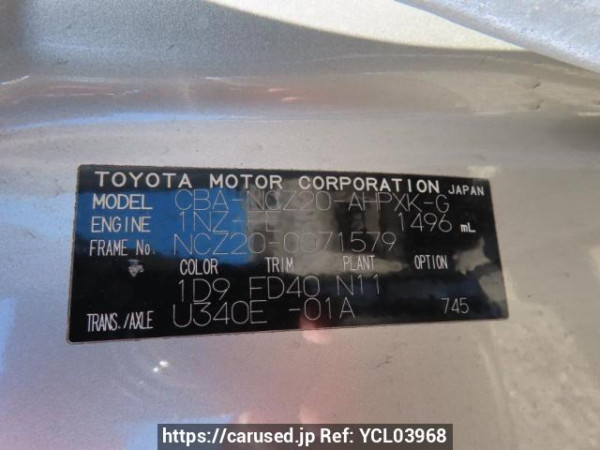 TOYOTA MOTOR CORPORATION JAPAN
MODEL CBA-NCZ20-AHPXK-G
ENGINE 1NZ- 1496 mL
FRAME No. NCZ20-0071579
COLOR TRIM PLANT OPTION
1D9 FD40 N11
TRANS./AXLE U340E -01A 745
https://carused.jp Ref: YCL03968